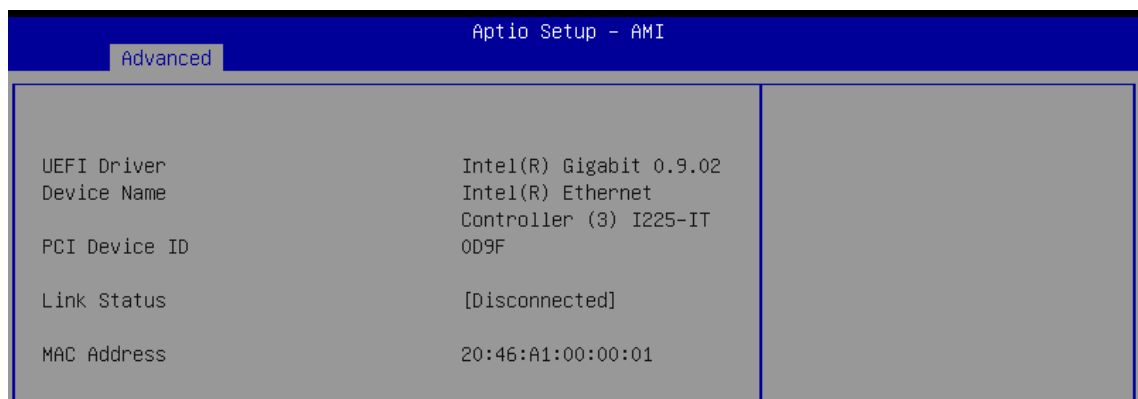 Aptio Setup - AMI
Advanced
UEFI Driver Intel(R) Gigabit 0.9.02
Device Name Intel(R) Ethernet
Controller (3) I225-IT
PCI Device ID 0D9F
Link Status [Disconnected]
MAC Address 20:46:A1:00:00:01